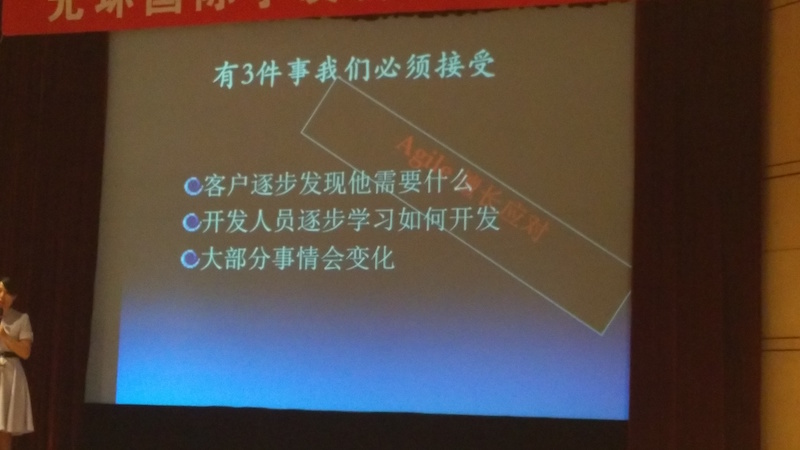 有3件事我们必须接受
Agile 擅长应对
客户逐步发现他需要什么
开发人员逐步学习如何开发
大部分事情会变化